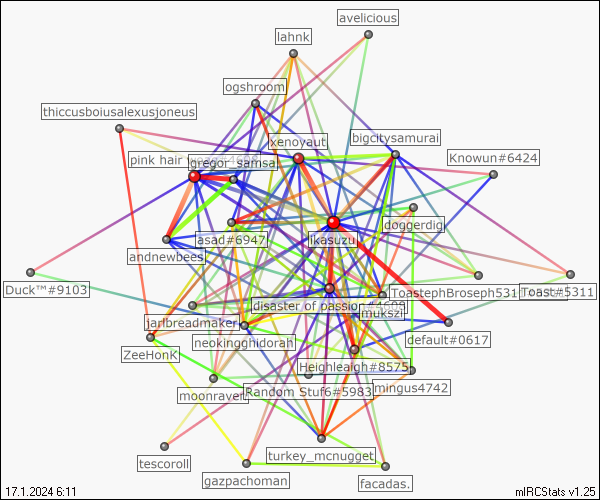 avelicious
lahnk
ogshroom
thiccusboiusalexusjoneus
xenoyaut
bigcitysamurai
pink hair
gregor_samsa
Knowun#6424
doggerdig
andnewbees
asad#6947
ikasuzu
Duck™#9103
disaster of passion
ToastephBroseph531
Toast#5311
mukszi
jarlbreadmaker
neokingghidorah
default#0617
ZeeHonK
Heighleaigh#8575
moonraven
Random Stuf6#5983
mingus4742
turkey_mcnugget
tescoroll
gazpachoman
facadas.
17.1.2024 6:11
mIRCStats v1.25